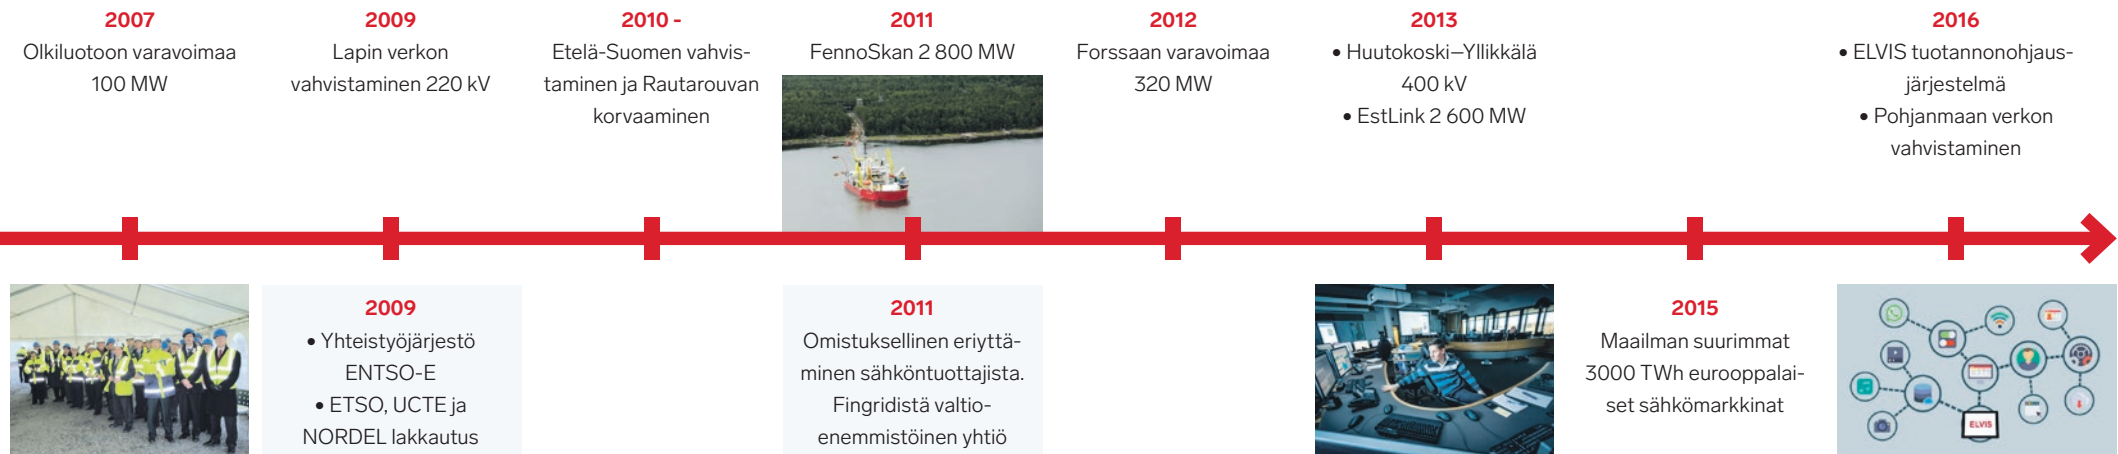 2007
Olkiluotoon varavoimaa
100 MW
2009
Lapin verkon
vahvistaminen 220 kV
2010 -
Etelä-Suomen vahvis-
taminen ja Rautarouvan
korvaaminen
2011
FennoSkan 2 800 MW
2012
Forssaan varavoimaa
320 MW
2013
• Huutokoski–Yllikkälä
400 kV
• EstLink 2 600 MW
2016
• ELVIS tuotannonohjaus-
järjestelmä
• Pohjanmaan verkon
vahvistaminen
2009
• Yhteistyöjärjestö
ENTSO-E
• ETSO, UCTE ja
NORDEL lakkautus
2011
Omistuksellinen eriyttä-
minen sähköntuottajista.
Fingridistä valtio-
enemmistöinen yhtiö
2015
Maailman suurimmat
3000 TWh eurooppalai-
set sähkömarkkinat
ELVIS